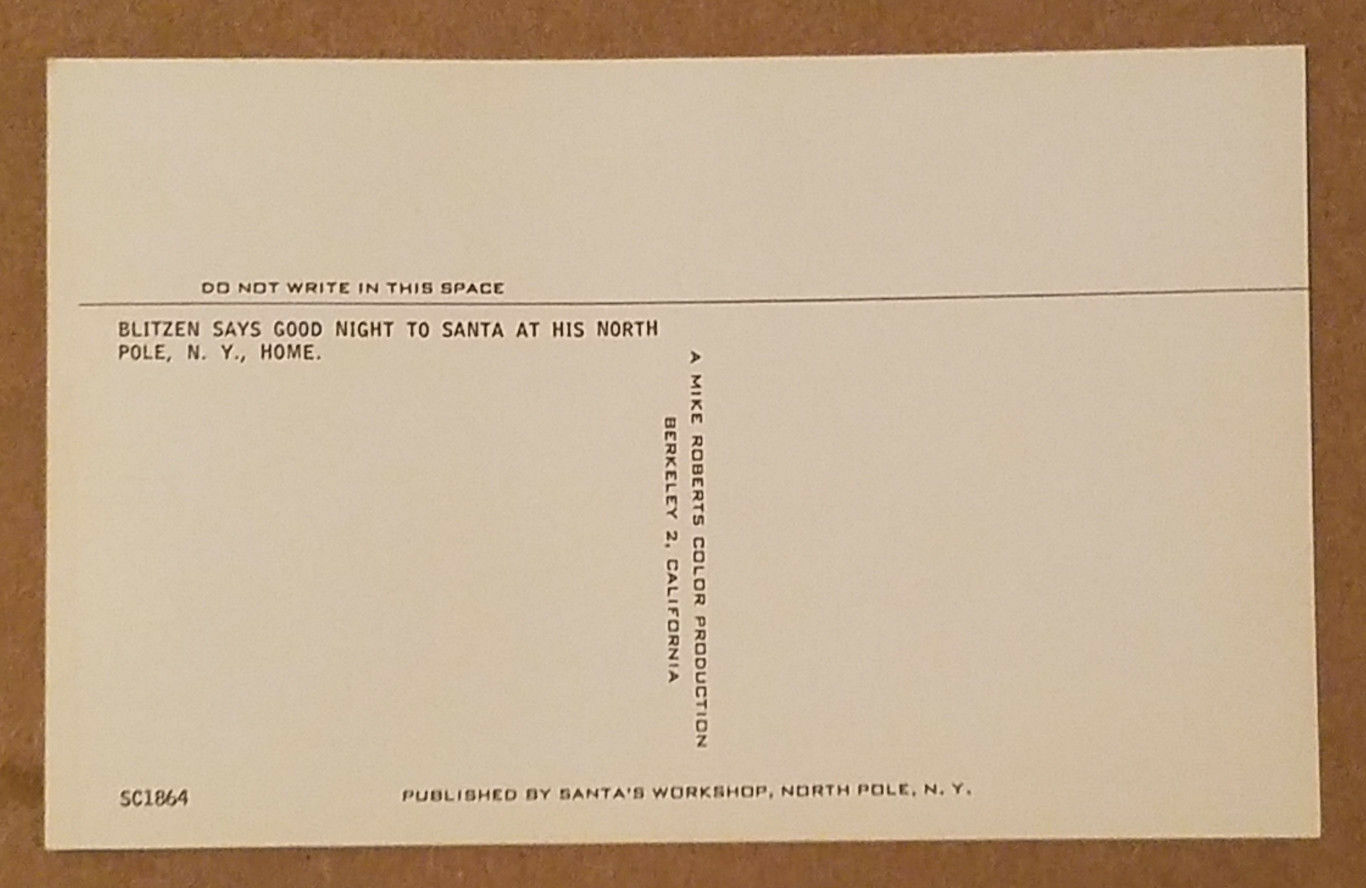 DO NOT WRITE IN THIS SPACE
BLITZEN SAYS GOOD NIGHT TO SANTA AT HIS NORTH
POLE, N. Y., HOME.
A MIKE ROBERTS COLOR PRODUCTION
BERKELEY 2, CALIFORNIA
SC1864
PUBLISHED BY SANTA'S WORKSHOP, NORTH POLE, N. Y.